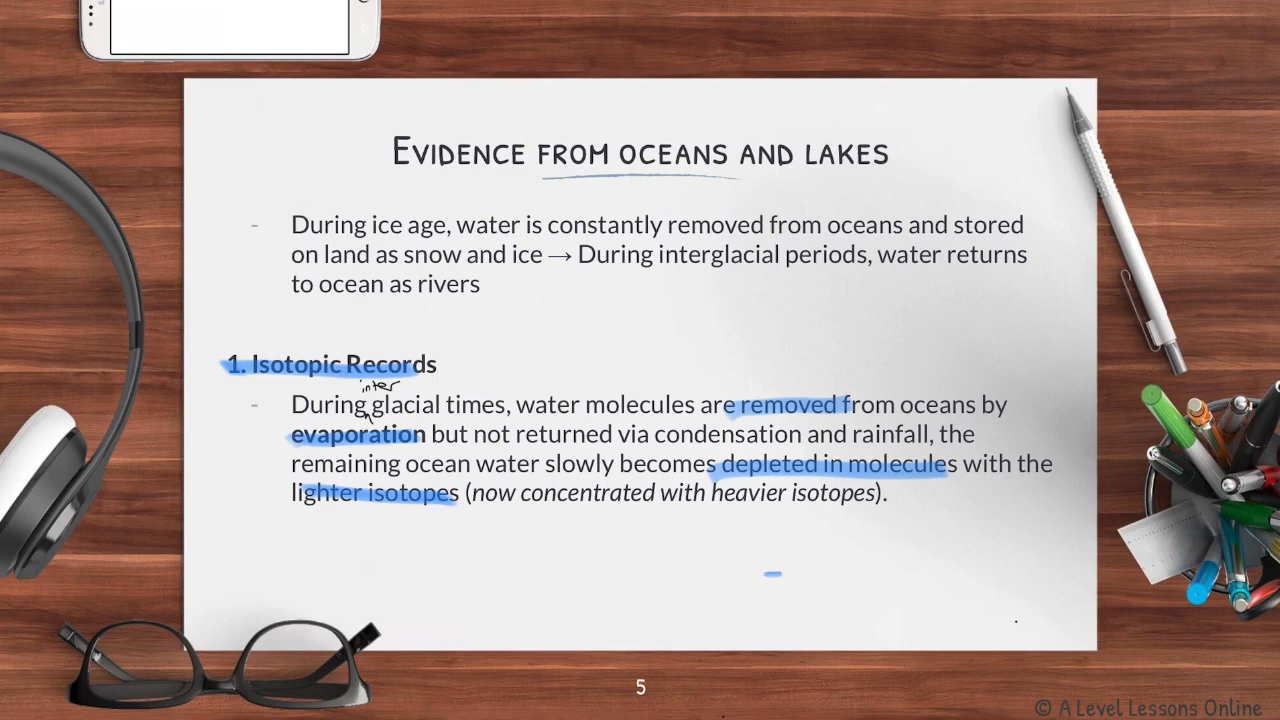 Evidence from oceans and lakes
- During ice age, water is constantly removed from oceans and stored
on land as snow and ice → During interglacial periods, water returns
to ocean as rivers
1. Isotopic Records
inter
- During glacial times, water molecules are removed from oceans by
evaporation but not returned via condensation and rainfall, the
remaining ocean water slowly becomes depleted in molecules with the
lighter isotopes (now concentrated with heavier isotopes).
5
© A Level Lessons Online